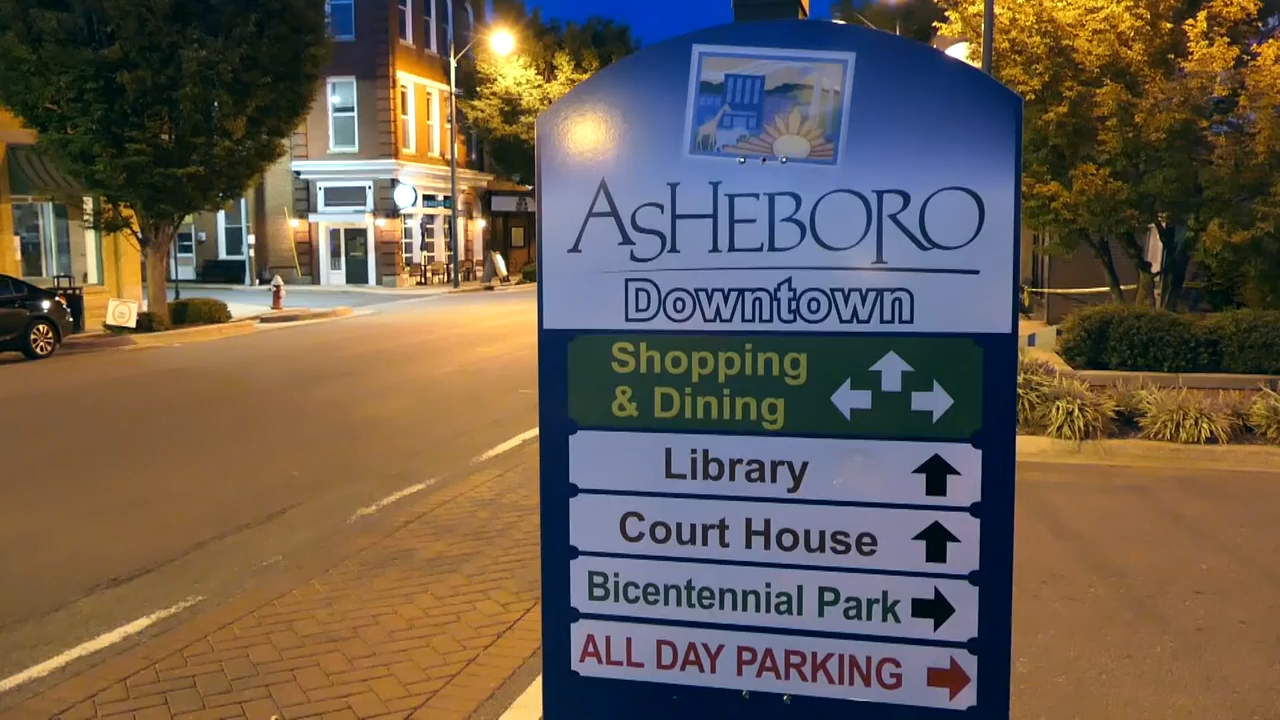 ASHEBORO
Downtown
Shopping
& Dining
Library
Court House
Bicentennial Park
ALL DAY PARKING